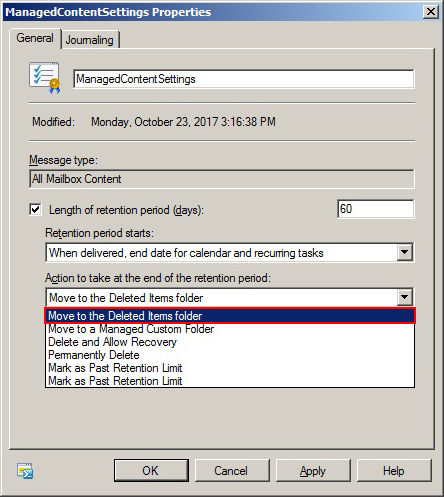 ManagedContentSettings Properties
General
Journaling
ManagedContentSettings
Modified: Monday, October 23, 2017 3:16:38 PM
Message type:
All Mailbox Content
Length of retention period (days): 60
Retention period starts:
When delivered, end date for calendar and recurring tasks
Action to take at the end of the retention period:
Move to the Deleted Items folder
Move to the Deleted Items folder
Move to a Managed Custom Folder
Delete and Allow Recovery
Permanently Delete
Mark as Past Retention Limit
Mark as Past Retention Limit
OK Cancel Apply Help